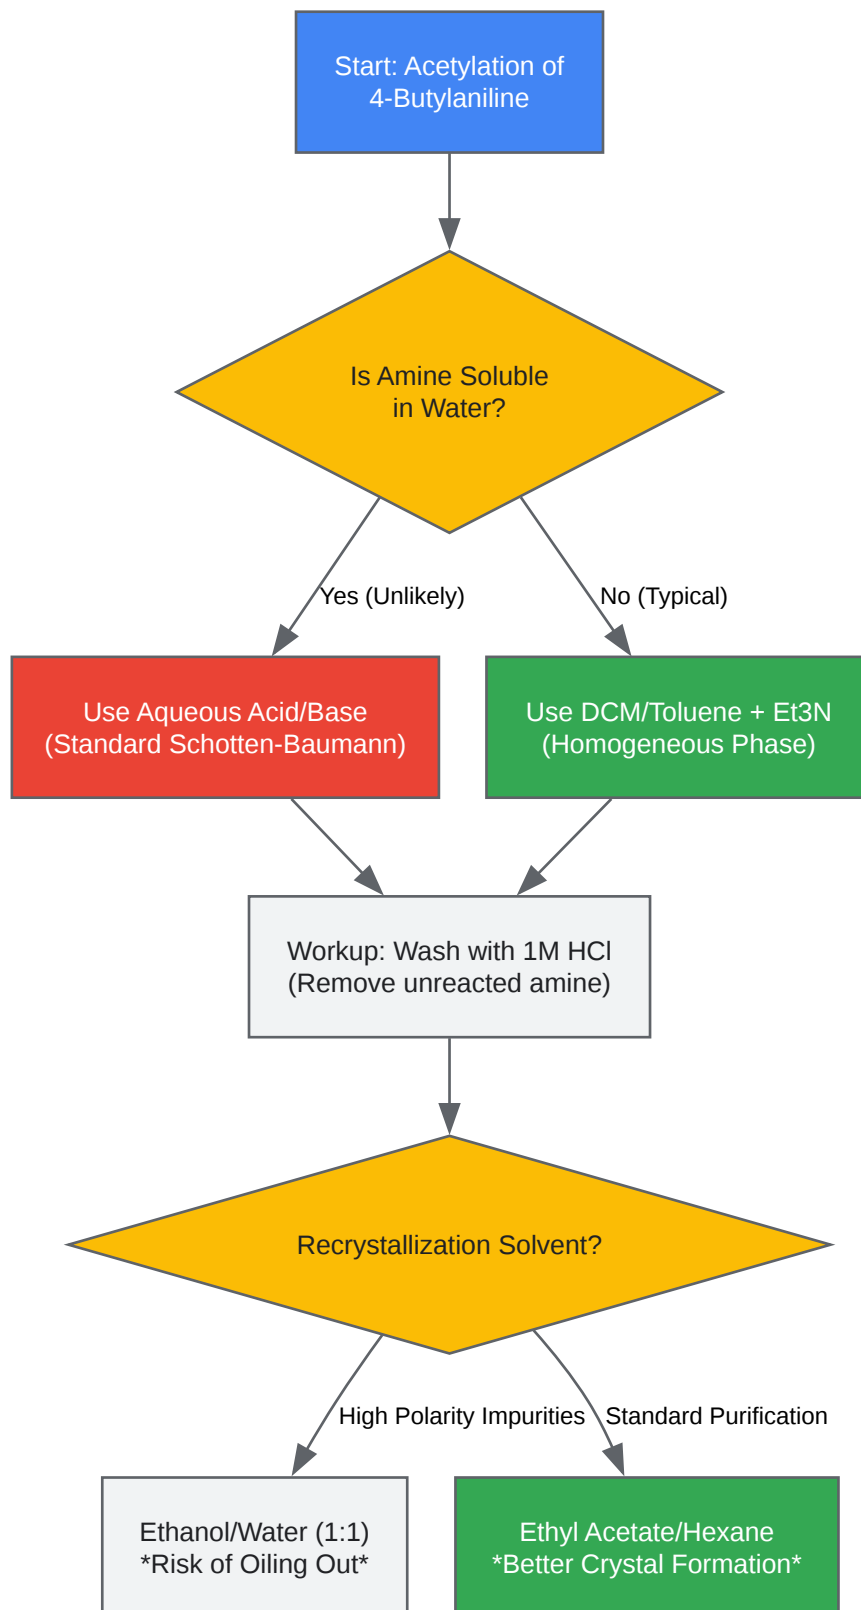 Start: Acetylation of
4-Butylaniline
Is Amine Soluble
in Water?
Yes (Unlikely)
No (Typical)
Use Aqueous Acid/Base
(Standard Schotten-Baumann)
Use DCM/Toluene + Et3N
(Homogeneous Phase)
Workup: Wash with 1M HCl
(Remove unreacted amine)
Recrystallization Solvent?
High Polarity Impurities
Standard Purification
Ethanol/Water (1:1)
*Risk of Oiling Out*
Ethyl Acetate/Hexane
*Better Crystal Formation*